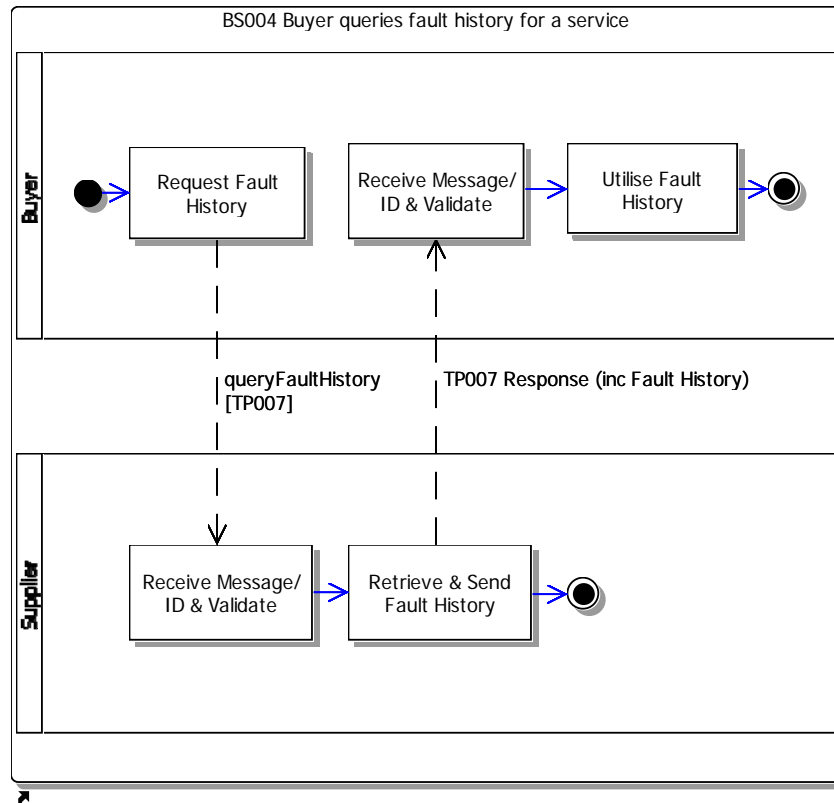 BS004 Buyer queries fault history for a service
Buyer
Request Fault
History
Receive Message/
ID & Validate
Utilise Fault
History
queryFaultHistory
[TP007]
TP007 Response (inc Fault History)
Supplier
Receive Message/
ID & Validate
Retrieve & Send
Fault History